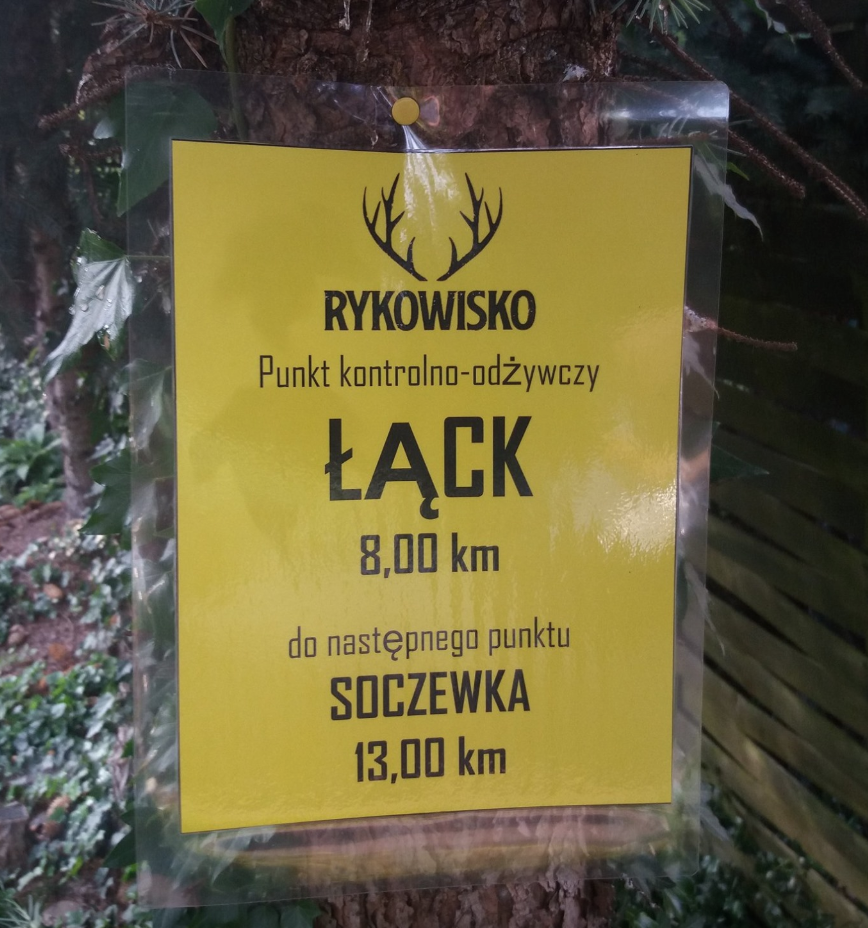 RYKOWISKO
Punkt kontrolno-odżywczy
ŁĄCK
8,00 km
do następnego punktu
SOCZEWKA
13,00 km